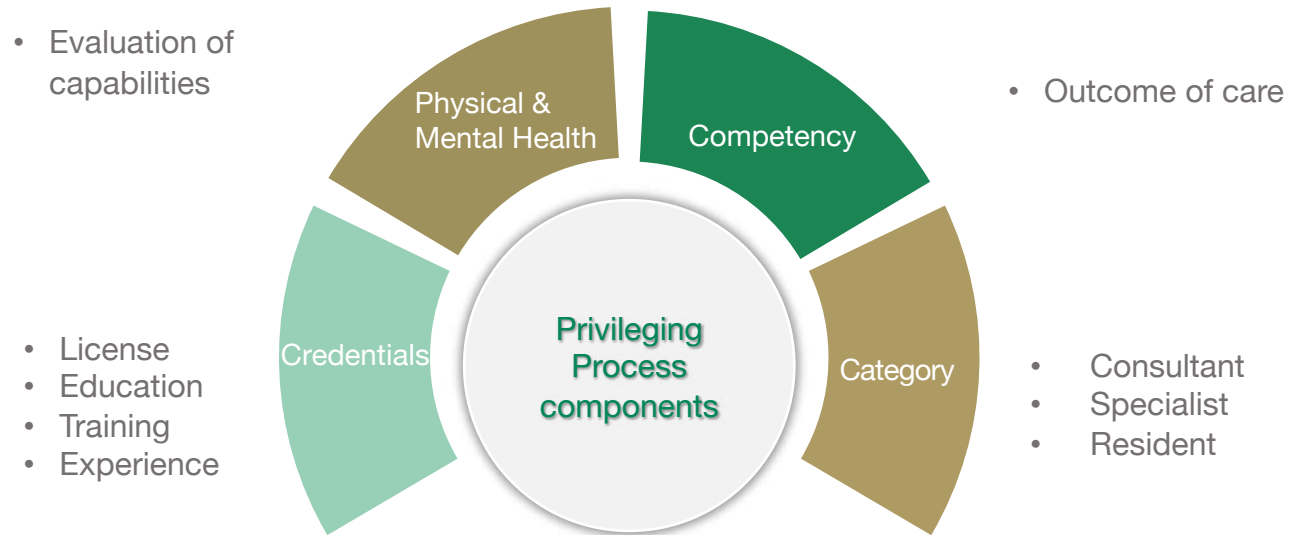 • Evaluation of
capabilities
Physical &
Mental Health
Competency
• Outcome of care
• License
• Education
• Training
• Experience
Credentials
Privileging
Process
components
Category
• Consultant
• Specialist
• Resident